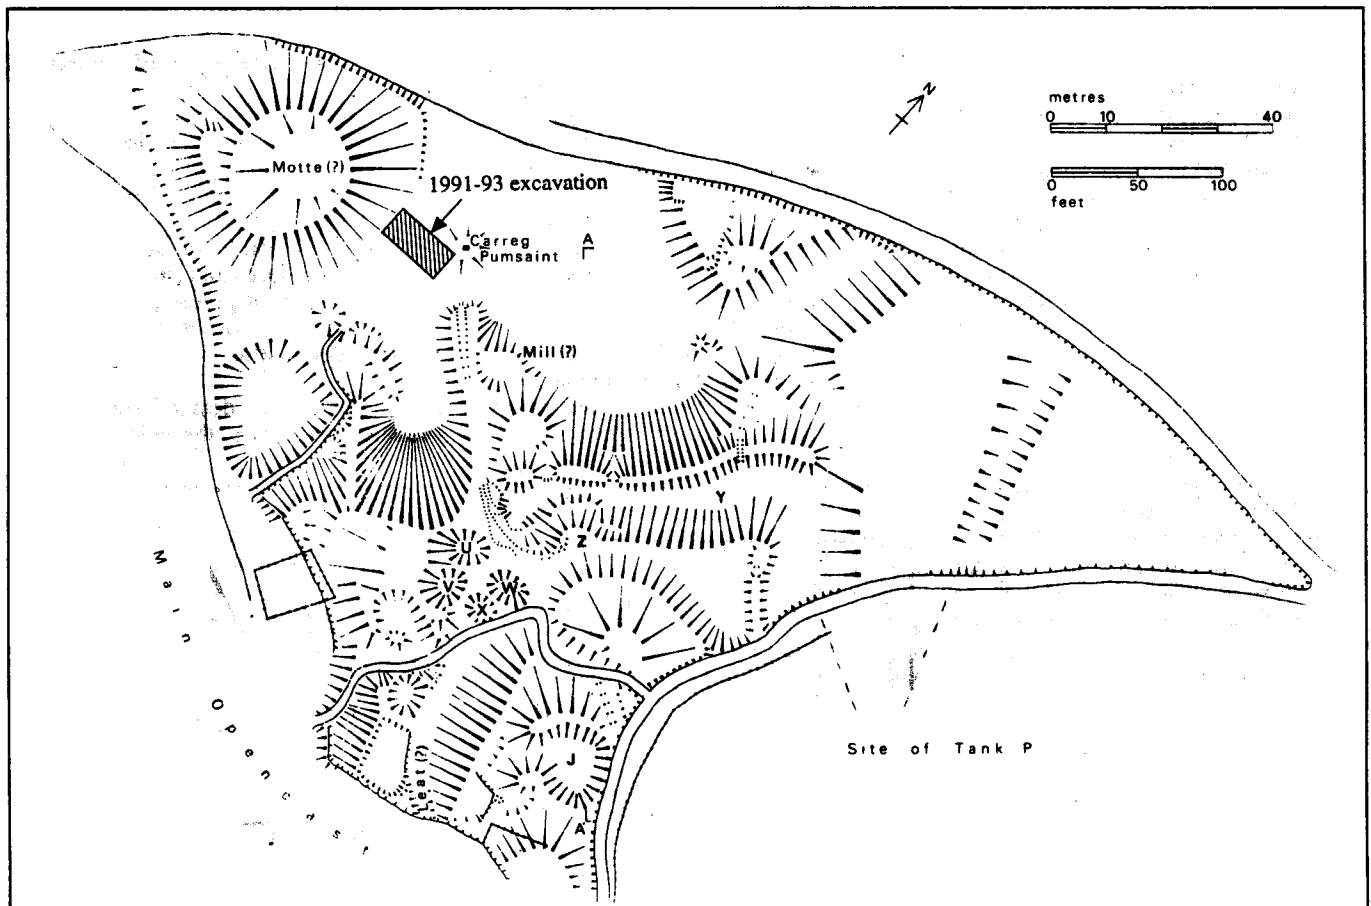 N
metres
0 10 40
0 50 100
feet
Motte (?)
1991-93 excavation
Carreg
Pumsaint
A
Mill (?)
Y
Z
U
V
W
X
Main Opencast
Leat (?)
J
A
Site of Tank P